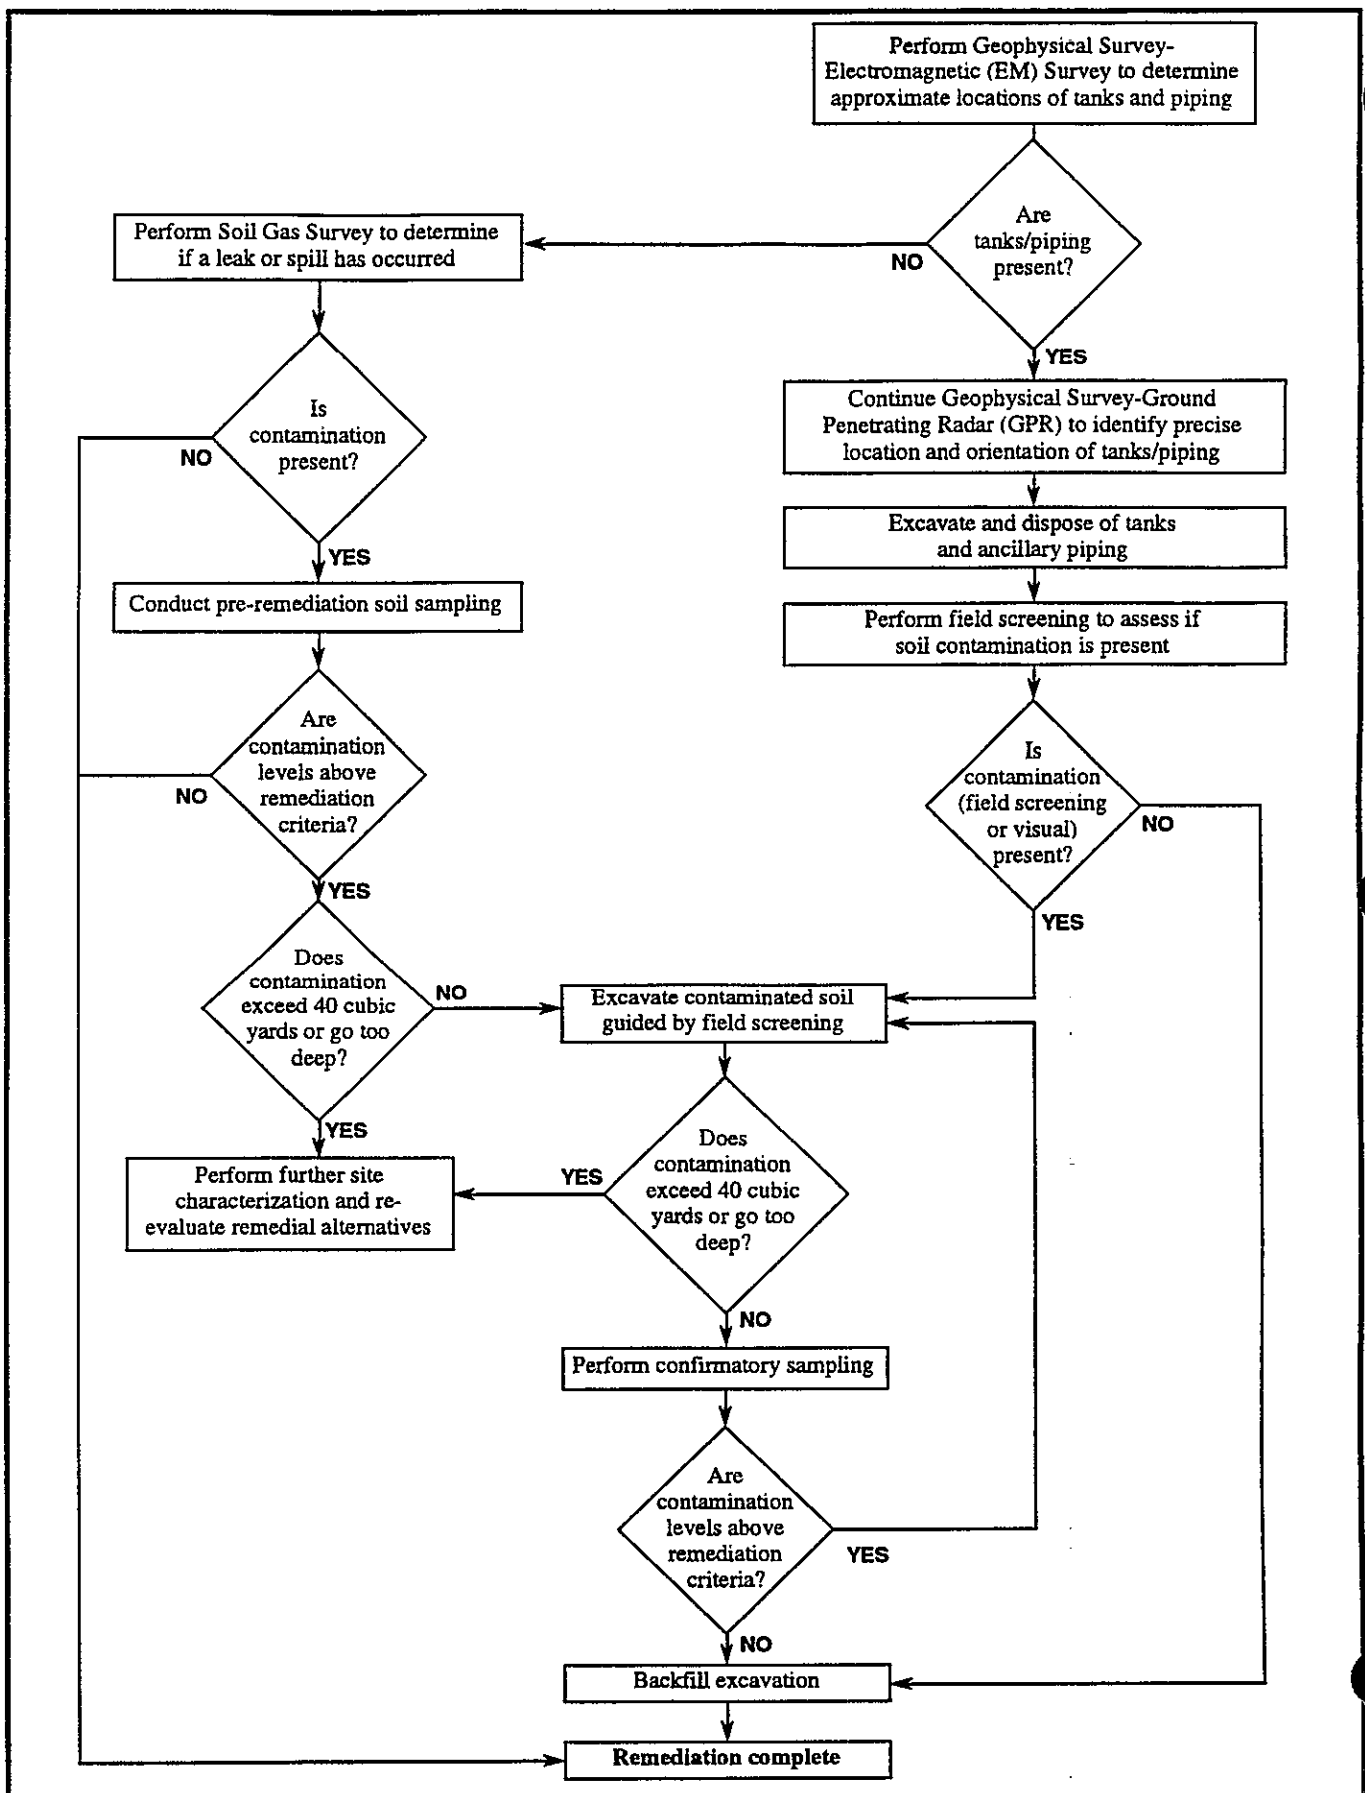 Perform Geophysical Survey-
Electromagnetic (EM) Survey to determine
approximate locations of tanks and piping
Are
tanks/piping
present?
NO
YES
Perform Soil Gas Survey to determine
if a leak or spill has occurred
Is
contamination
present?
NO
YES
Continue Geophysical Survey-Ground
Penetrating Radar (GPR) to identify precise
location and orientation of tanks/piping
Excavate and dispose of tanks
and ancillary piping
Conduct pre-remediation soil sampling
Perform field screening to assess if
soil contamination is present
Are
contamination
levels above
remediation
criteria?
NO
YES
Is
contamination
(field screening
or visual)
present?
NO
YES
Does
contamination
exceed 40 cubic
yards or go too
deep?
NO
YES
Excavate contaminated soil
guided by field screening
Perform further site
characterization and re-
evaluate remedial alternatives
YES
Does
contamination
exceed 40 cubic
yards or go too
deep?
NO
Perform confirmatory sampling
Are
contamination
levels above
remediation
criteria?
YES
NO
Backfill excavation
Remediation complete